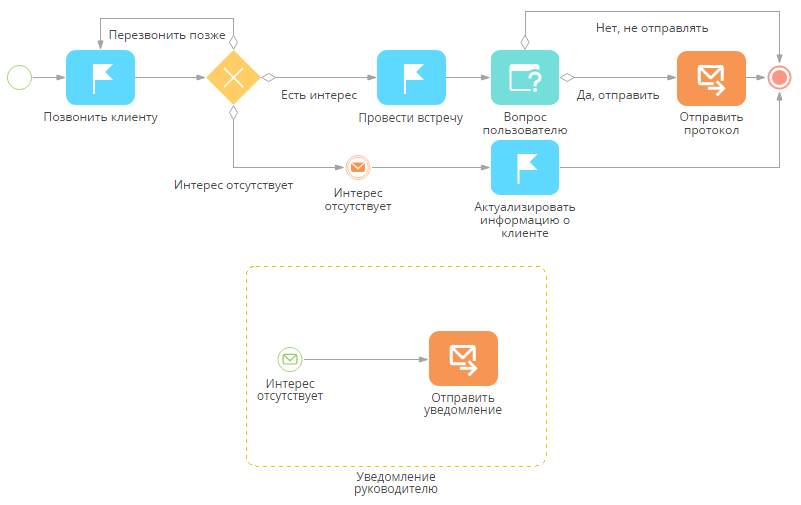 Перезвонить позже
Нет, не отправлять
Позвонить клиенту
Есть интерес
Провести встречу
Вопрос
пользователю
Да, отправить
Отправить
протокол
Интерес отсутствует
Интерес
отсутствует
Актуализировать
информацию о
клиенте
Интерес
отсутствует
Отправить
уведомление
Уведомление
руководителю